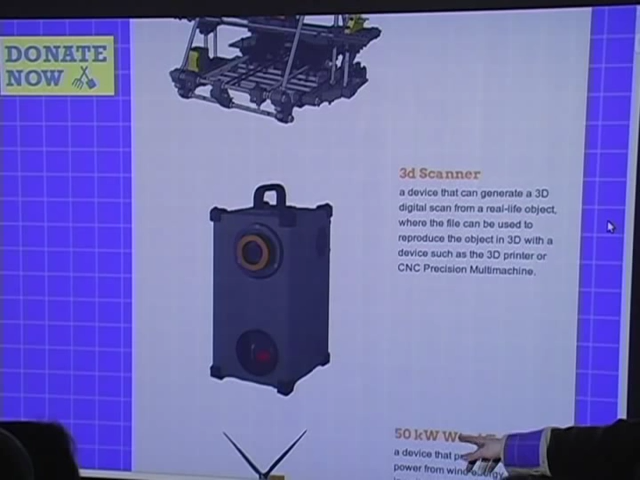 DONATE
NOW
3d Scanner
a device that can generate a 3D
digital scan from a real-life object,
where the file can be used to
reproduce the object in 3D with a
device such as the 3D printer or
CNC Precision Multimachine.
50 kW
a device that
power from wind energy,